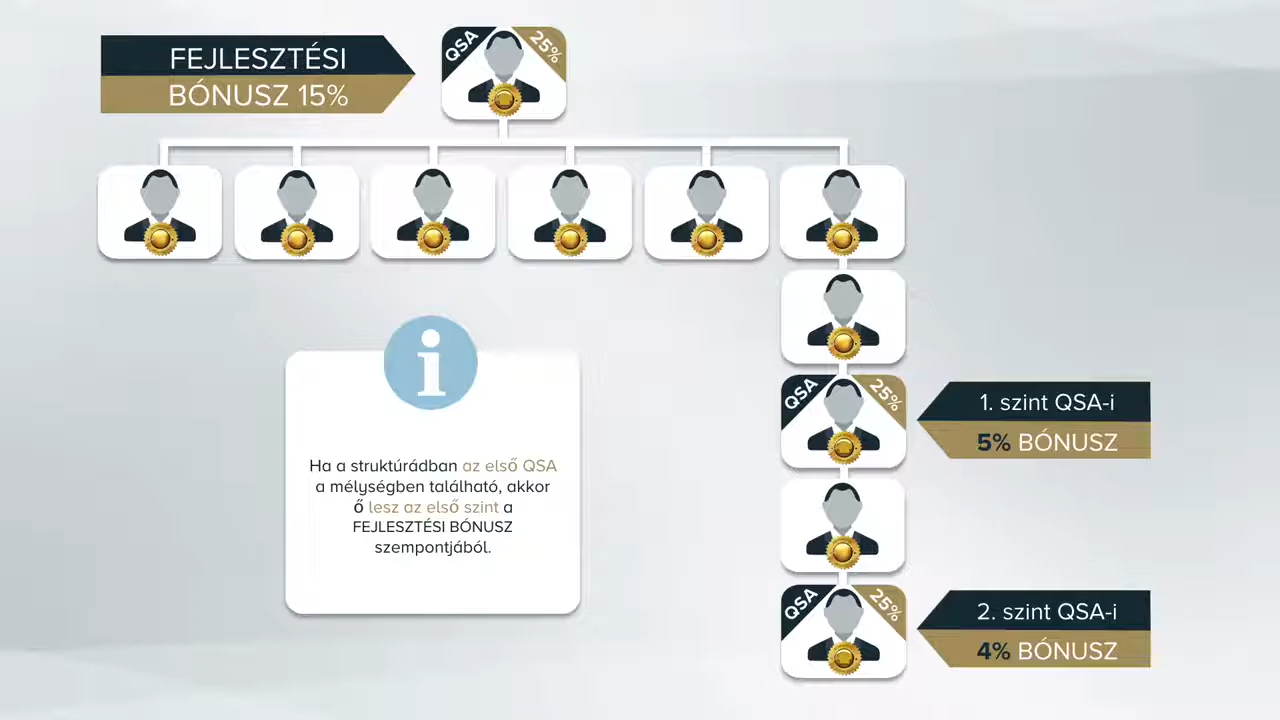 FEJLESZTÉSI
BÓNUSZ 15%
QSA 25%
QSA 25%
1. szint QSA-i
5% BÓNUSZ
Ha a struktúrádban az első QSA
a mélységben található, akkor
ő lesz az első szint a
FEJLESZTÉSI BÓNUSZ
szempontjából.
QSA 25%
2. szint QSA-i
4% BÓNUSZ